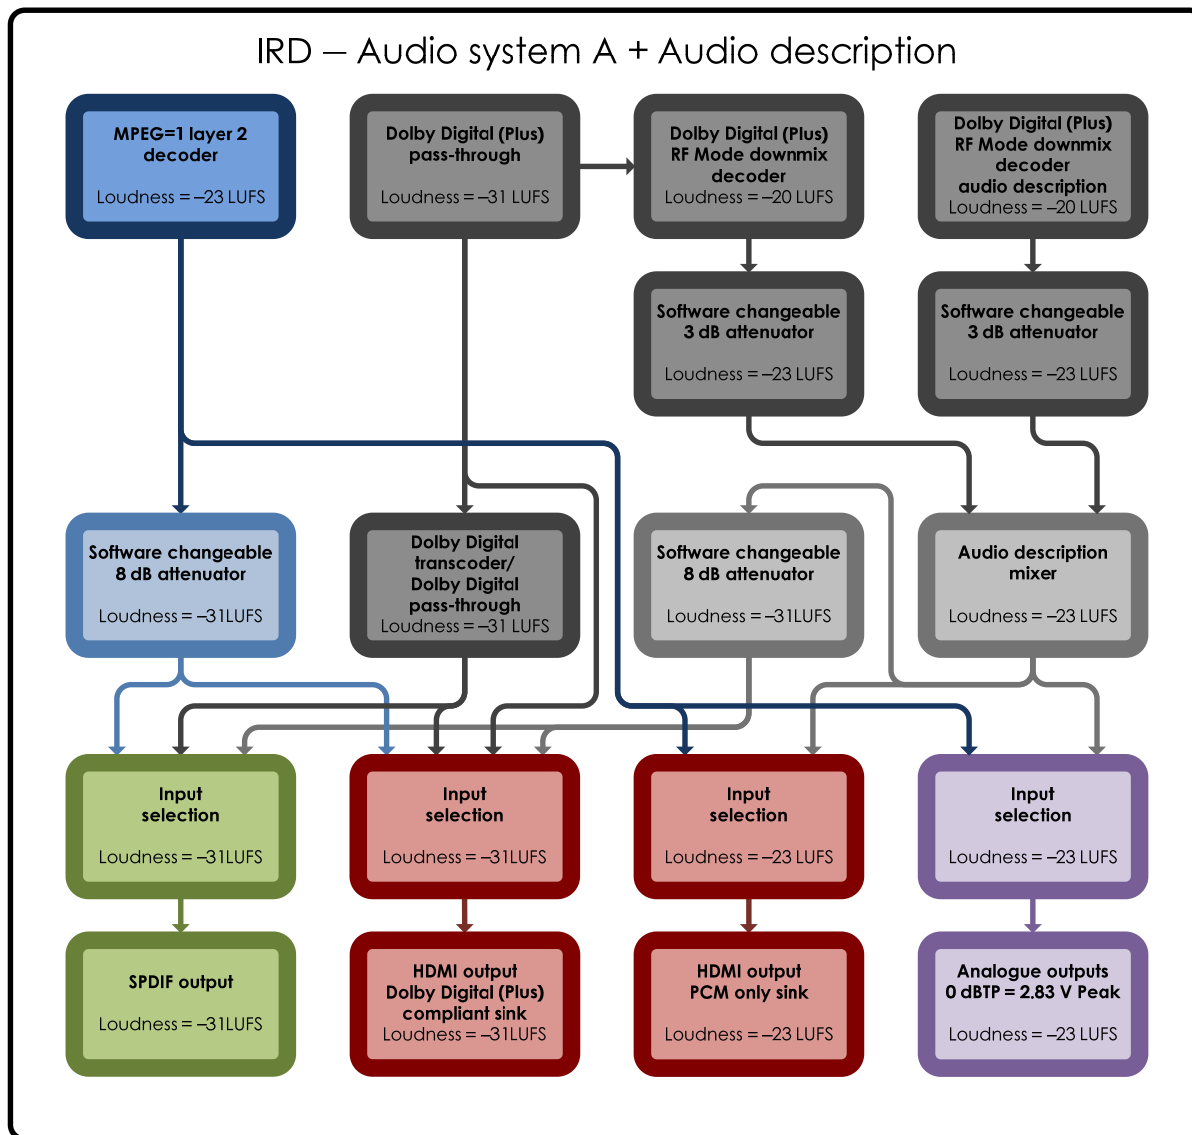 IRD – Audio system A + Audio description
MPEG=1 layer 2
decoder
Loudness = –23 LUFS
Dolby Digital (Plus)
pass-through
Loudness = –31 LUFS
Dolby Digital (Plus)
RF Mode downmix
decoder
Loudness = –20 LUFS
Dolby Digital (Plus)
RF Mode downmix
decoder
audio description
Loudness = –20 LUFS
Software changeable
3 dB attenuator
Loudness = –23 LUFS
Software changeable
3 dB attenuator
Loudness = –23 LUFS
Software changeable
8 dB attenuator
Loudness = –31LUFS
Dolby Digital
transcoder/
Dolby Digital
pass-through
Loudness = –31 LUFS
Software changeable
8 dB attenuator
Loudness = –31LUFS
Audio description
mixer
Loudness = –23 LUFS
Input
selection
Loudness = –31LUFS
Input
selection
Loudness = –31LUFS
Input
selection
Loudness = –23 LUFS
Input
selection
Loudness = –23 LUFS
SPDIF output
Loudness = –31LUFS
HDMI output
Dolby Digital (Plus)
compliant sink
Loudness = –31LUFS
HDMI output
PCM only sink
Loudness = –23 LUFS
Analogue outputs
0 dBTP = 2.83 V Peak
Loudness = –23 LUFS